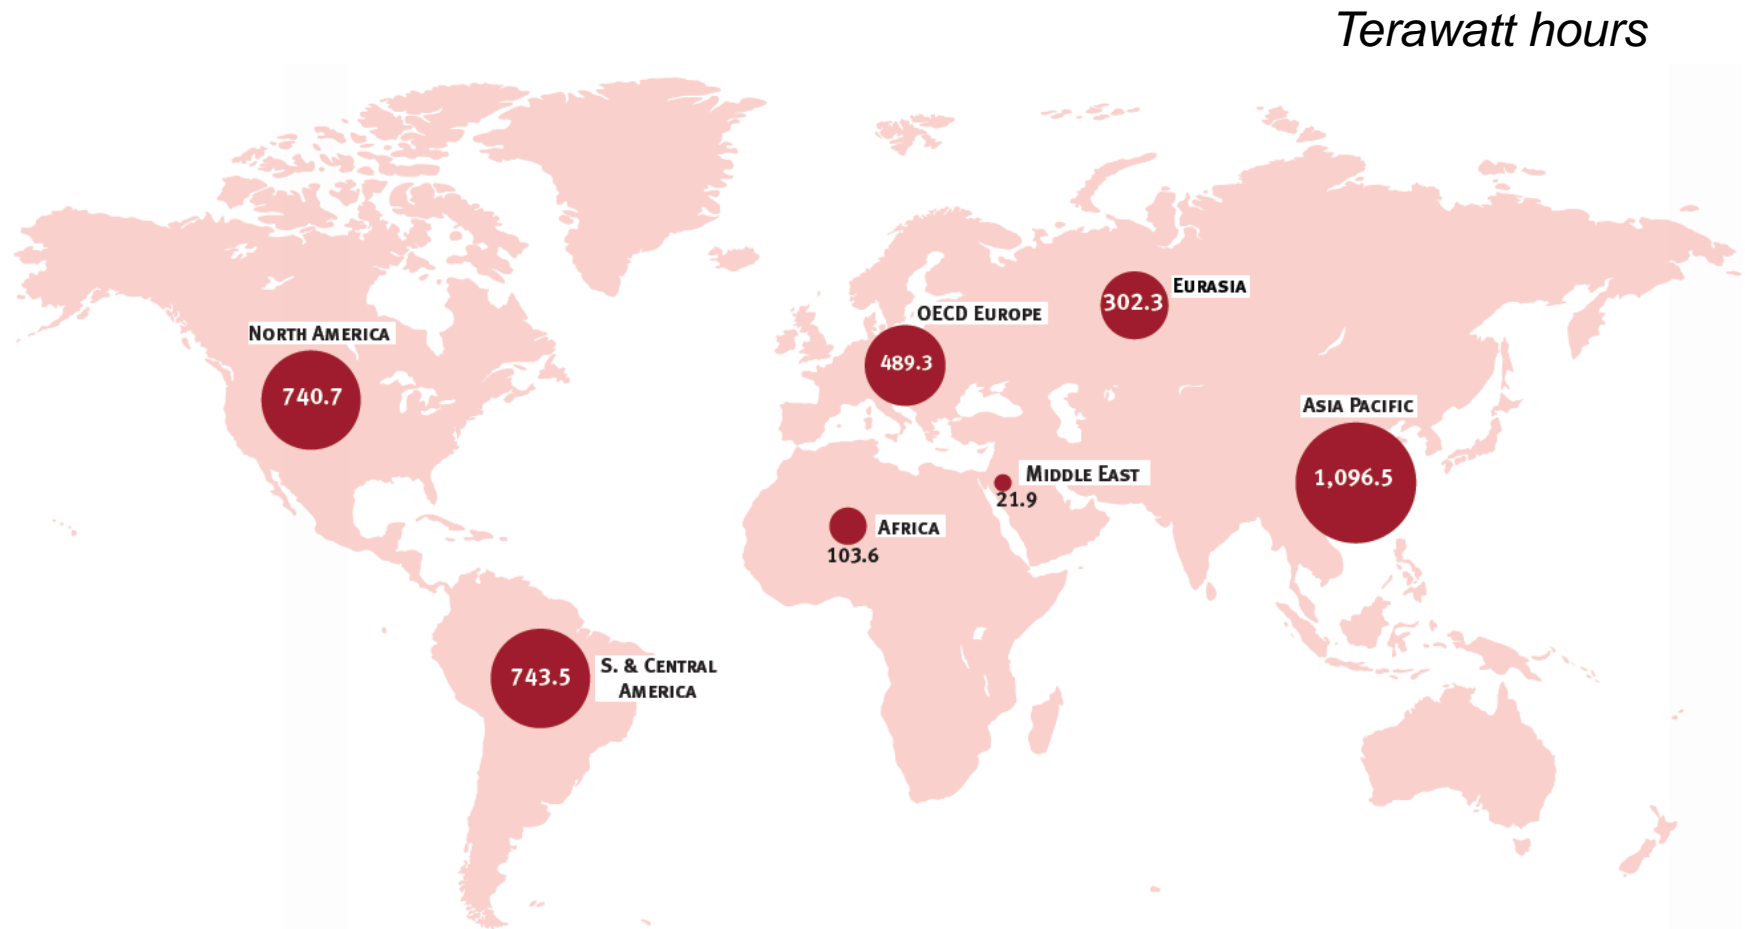 Terawatt hours
EURASIA
302.3
OECD EUROPE
489.3
NORTH AMERICA
740.7
ASIA PACIFIC
1,096.5
MIDDLE EAST
21.9
AFRICA
103.6
S. & CENTRAL
AMERICA
743.5